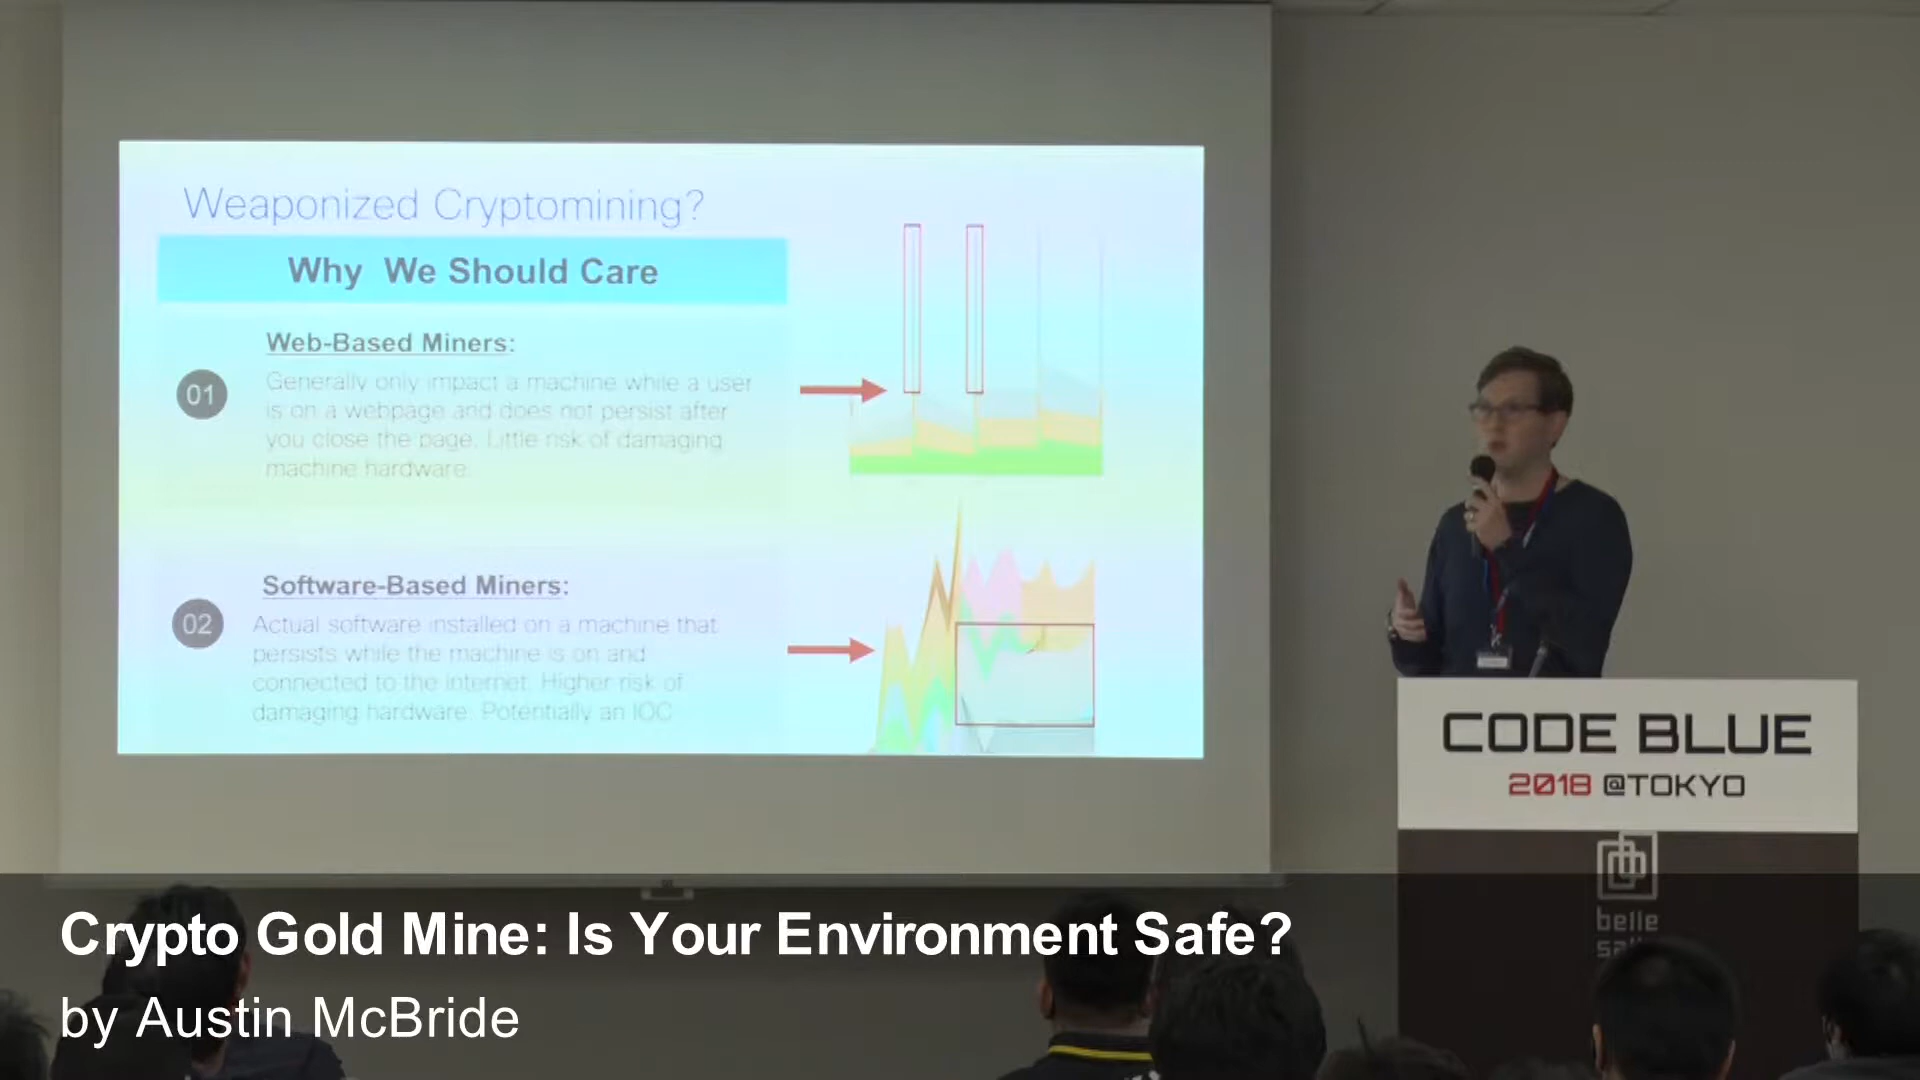 Weaponized Cryptomining?
Why We Should Care
01
Web-Based Miners:
Generally only impact a machine while a user
is on a webpage and does not persist after
you close the page. Little risk of damaging
machine hardware.
02
Software-Based Miners:
Actual software installed on a machine that
persists while the machine is on and
connected to the internet. Higher risk of
damaging hardware. Potentially an IOC
CODE BLUE
2018 @TOKYO
belle
Crypto Gold Mine: Is Your Environment Safe?
by Austin McBride